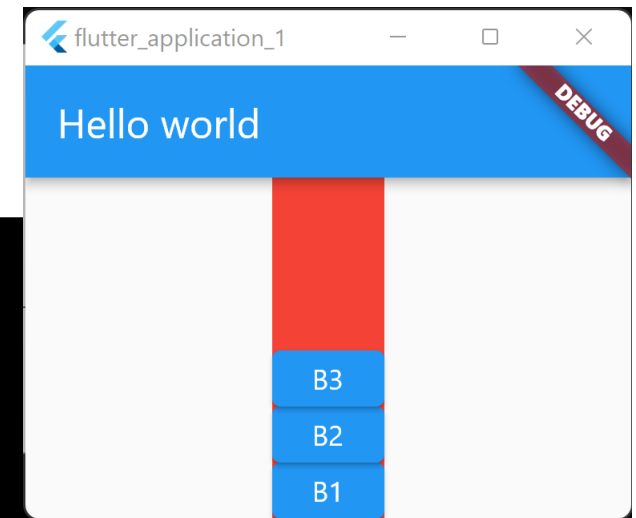 flutter_application_1
DEBUG
Hello world
B3
B2
B1